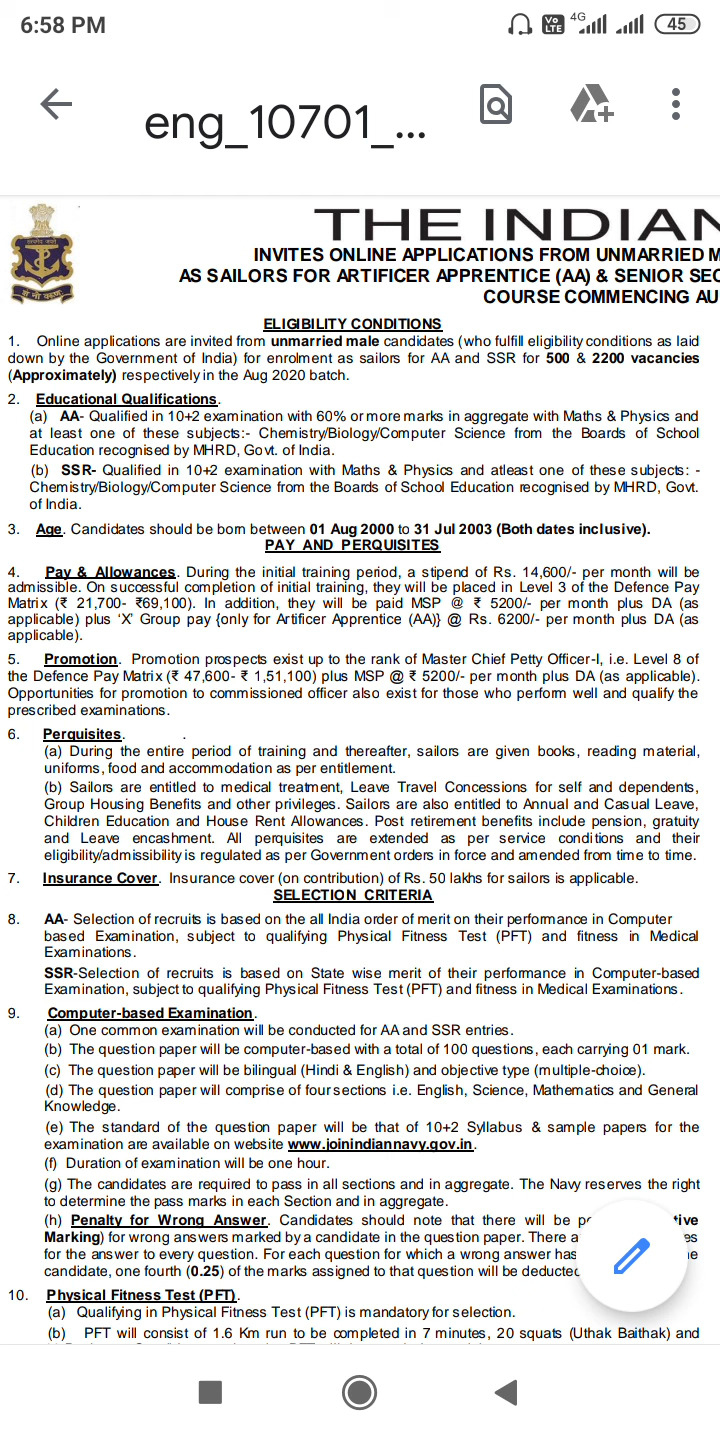 6:58 PM
Vo LTE 4G 45
eng_10701_...
THE INDIAN
INVITES ONLINE APPLICATIONS FROM UNMARRIED M
AS SAILORS FOR ARTIFICER APPRENTICE (AA) & SENIOR SEC
COURSE COMMENCING AU
ELIGIBILITY CONDITIONS
1. Online applications are invited from unmarried male candidates (who fulfill eligibility conditions as laid
down by the Government of India) for enrolment as sailors for AA and SSR for 500 & 2200 vacancies
(Approximately) respectively in the Aug 2020 batch.
2. Educational Qualifications.
(a) AA- Qualified in 10+2 examination with 60% or more marks in aggregate with Maths & Physics and
at least one of these subjects:- Chemistry/Biology/Computer Science from the Boards of School
Education recognised by MHRD, Govt. of India.
(b) SSR- Qualified in 10+2 examination with Maths & Physics and atleast one of these subjects: -
Chemistry/Biology/Computer Science from the Boards of School Education recognised by MHRD, Govt.
of India.
3. Age. Candidates should be born between 01 Aug 2000 to 31 Jul 2003 (Both dates inclusive).
PAY AND PERQUISITES
4. Pay & Allowances. During the initial training period, a stipend of Rs. 14,600/- per month will be
admissible. On successful completion of initial training, they will be placed in Level 3 of the Defence Pay
Matrix (₹ 21,700- ₹69,100). In addition, they will be paid MSP @ ₹ 5200/- per month plus DA (as
applicable) plus ‘X’ Group pay {only for Artificer Apprentice (AA)} @ Rs. 6200/- per month plus DA (as
applicable).
5. Promotion. Promotion prospects exist up to the rank of Master Chief Petty Officer-I, i.e. Level 8 of
the Defence Pay Matrix (₹ 47,600- ₹ 1,51,100) plus MSP @ ₹ 5200/- per month plus DA (as applicable).
Opportunities for promotion to commissioned officer also exist for those who perform well and qualify the
prescribed examinations.
6. Perquisites.
(a) During the entire period of training and thereafter, sailors are given books, reading material,
uniforms, food and accommodation as per entitlement.
(b) Sailors are entitled to medical treatment, Leave Travel Concessions for self and dependents,
Group Housing Benefits and other privileges. Sailors are also entitled to Annual and Casual Leave,
Children Education and House Rent Allowances. Post retirement benefits include pension, gratuity
and Leave encashment. All perquisites are extended as per service conditions and their
eligibility/admissibility is regulated as per Government orders in force and amended from time to time.
7. Insurance Cover. Insurance cover (on contribution) of Rs. 50 lakhs for sailors is applicable.
SELECTION CRITERIA
8. AA- Selection of recruits is based on the all India order of merit on their performance in Computer
based Examination, subject to qualifying Physical Fitness Test (PFT) and fitness in Medical
Examinations.
SSR-Selection of recruits is based on State wise merit of their performance in Computer-based
Examination, subject to qualifying Physical Fitness Test (PFT) and fitness in Medical Examinations.
9. Computer-based Examination.
(a) One common examination will be conducted for AA and SSR entries.
(b) The question paper will be computer-based with a total of 100 questions, each carrying 01 mark.
(c) The question paper will be bilingual (Hindi & English) and objective type (multiple-choice).
(d) The question paper will comprise of four sections i.e. English, Science, Mathematics and General
Knowledge.
(e) The standard of the question paper will be that of 10+2 Syllabus & sample papers for the
examination are available on website www.joinindiannavy.gov.in.
(f) Duration of examination will be one hour.
(g) The candidates are required to pass in all sections and in aggregate. The Navy reserves the right
to determine the pass marks in each Section and in aggregate.
(h) Penalty for Wrong Answer. Candidates should note that there will be pe tive
Marking) for wrong answers marked by a candidate in the question paper. There a es
for the answer to every question. For each question for which a wrong answer has e
candidate, one fourth (0.25) of the marks assigned to that question will be deducted
10. Physical Fitness Test (PFT).
(a) Qualifying in Physical Fitness Test (PFT) is mandatory for selection.
(b) PFT will consist of 1.6 Km run to be completed in 7 minutes, 20 squats (Uthak Baithak) and